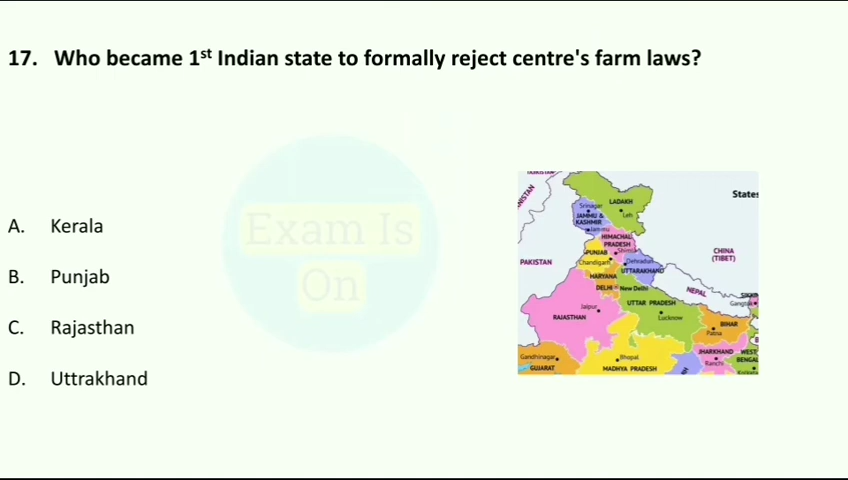 17. Who became 1st Indian state to formally reject centre's farm laws?
Exam Is
On
A. Kerala
B. Punjab
C. Rajasthan
D. Uttrakhand
States
LADAKH
Srinagar
Leh
JAMMU &
KASHMIR
Jammu
HIMACHAL
PRADESH
Shimla
PUNJAB
Chandigarh
Dehradun
UTTARAKHAND
CHINA
(TIBET)
PAKISTAN
HARYANA
DELHI
New Delhi
NEPAL
Gangtok
UTTAR PRADESH
Jaipur
Lucknow
RAJASTHAN
BIHAR
Patna
JHARKHAND
WEST
BENGAL
Ranchi
Gandhinagar
GUJARAT
Bhopal
MADHYA PRADESH